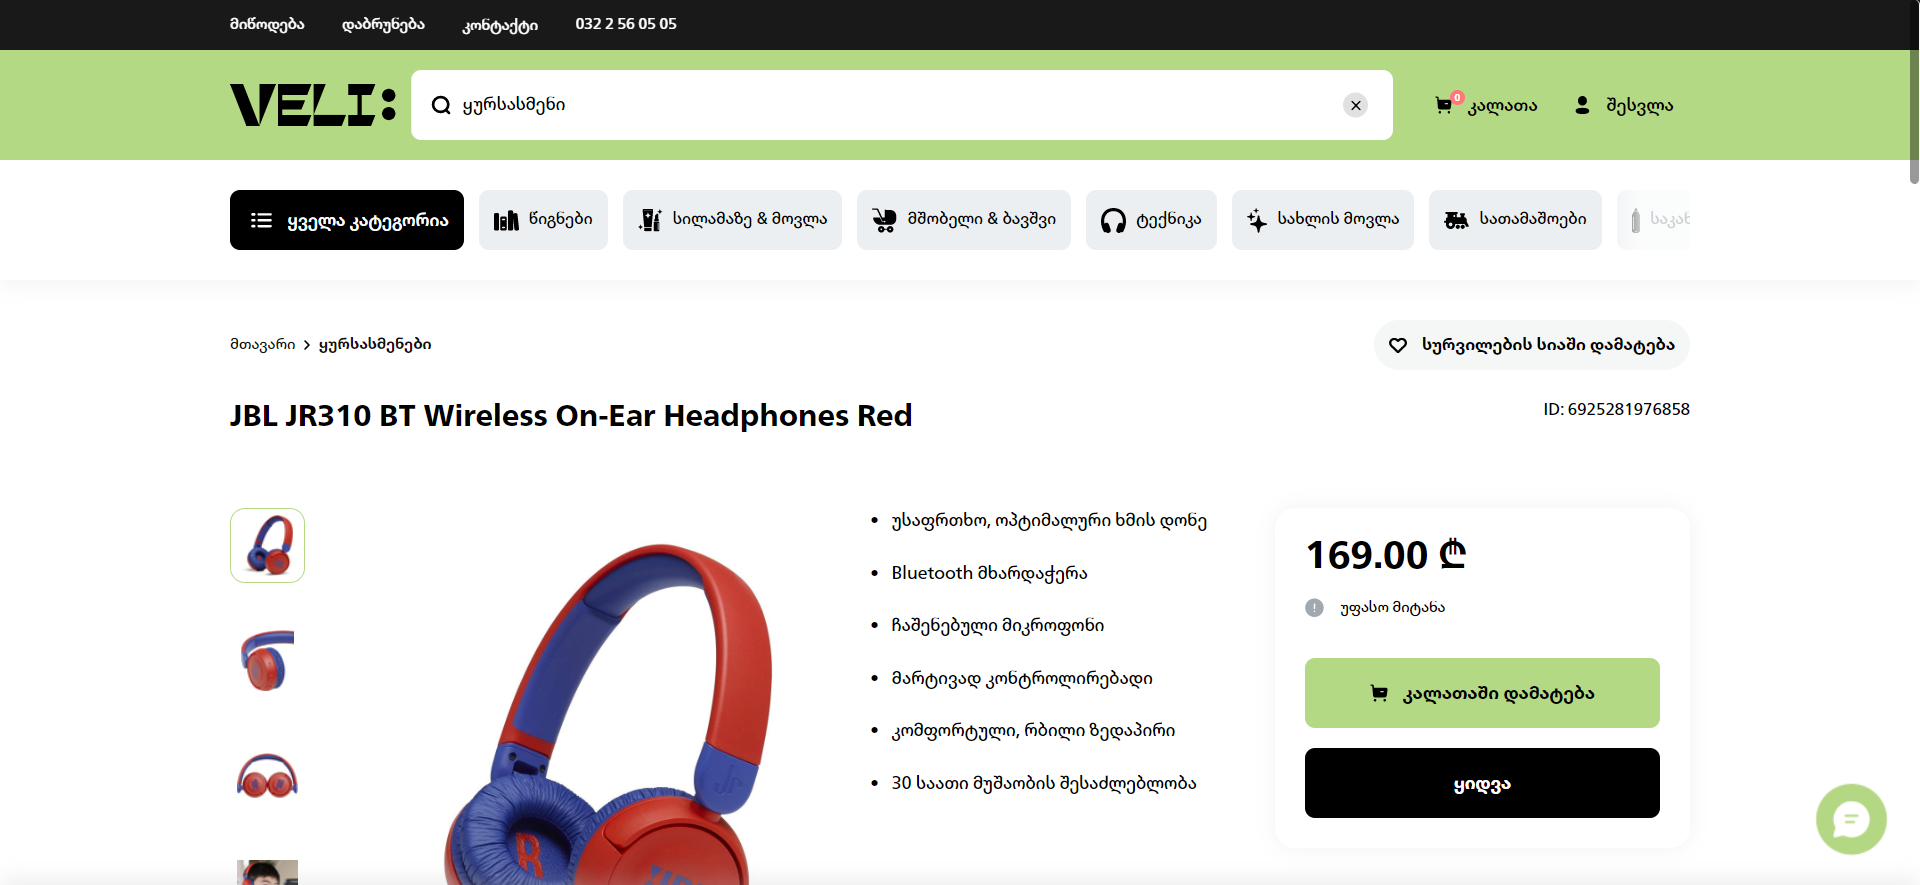 მიწოდება
დაბრუნება
კონტაქტი
032 2 56 05 05
VELI:
ყურსასმენი
0
კალათა
შესვლა
ყველა კატეგორია
წიგნები
სილამაზე & მოვლა
მშობელი & ბავშვი
ტექნიკა
სახლის მოვლა
სათამაშოები
მთავარი
ყურსასმენები
სურვილების სიაში დამატება
JBL JR310 BT Wireless On-Ear Headphones Red
ID: 6925281976858
• უსაფრთხო, ოპტიმალური ხმის დონე
• Bluetooth მხარდაჭერა
• ჩაშენებული მიკროფონი
• მარტივად კონტროლირებადი
• კომფორტული, რბილი ზედაპირი
• 30 საათი მუშაობის შესაძლებლობა
169.00 ₾
უფასო მიტანა
კალათაში დამატება
ყიდვა
JR
R